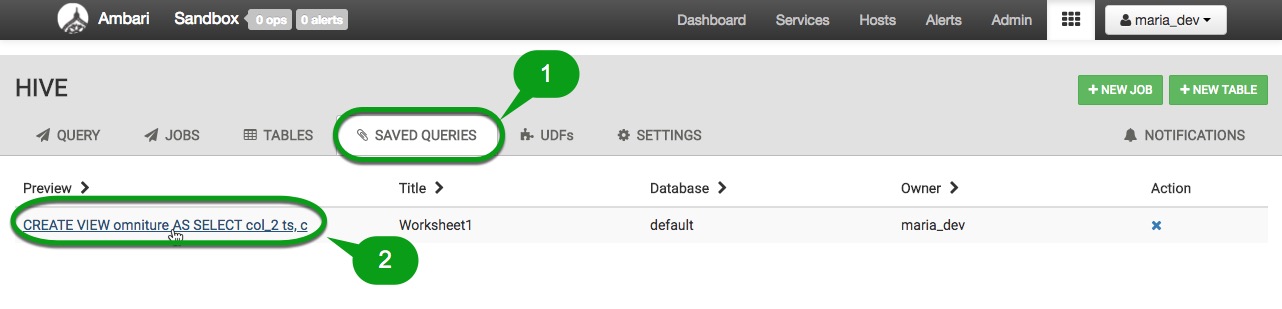 Ambari Sandbox 0 ops 0 alerts Dashboard Services Hosts Alerts Admin maria_dev
1
HIVE + NEW JOB + NEW TABLE
QUERY JOBS TABLES SAVED QUERIES UDFs SETTINGS NOTIFICATIONS
Preview Title Database Owner Action
CREATE VIEW omniture AS SELECT col_2 ts, c Worksheet1 default maria_dev
2